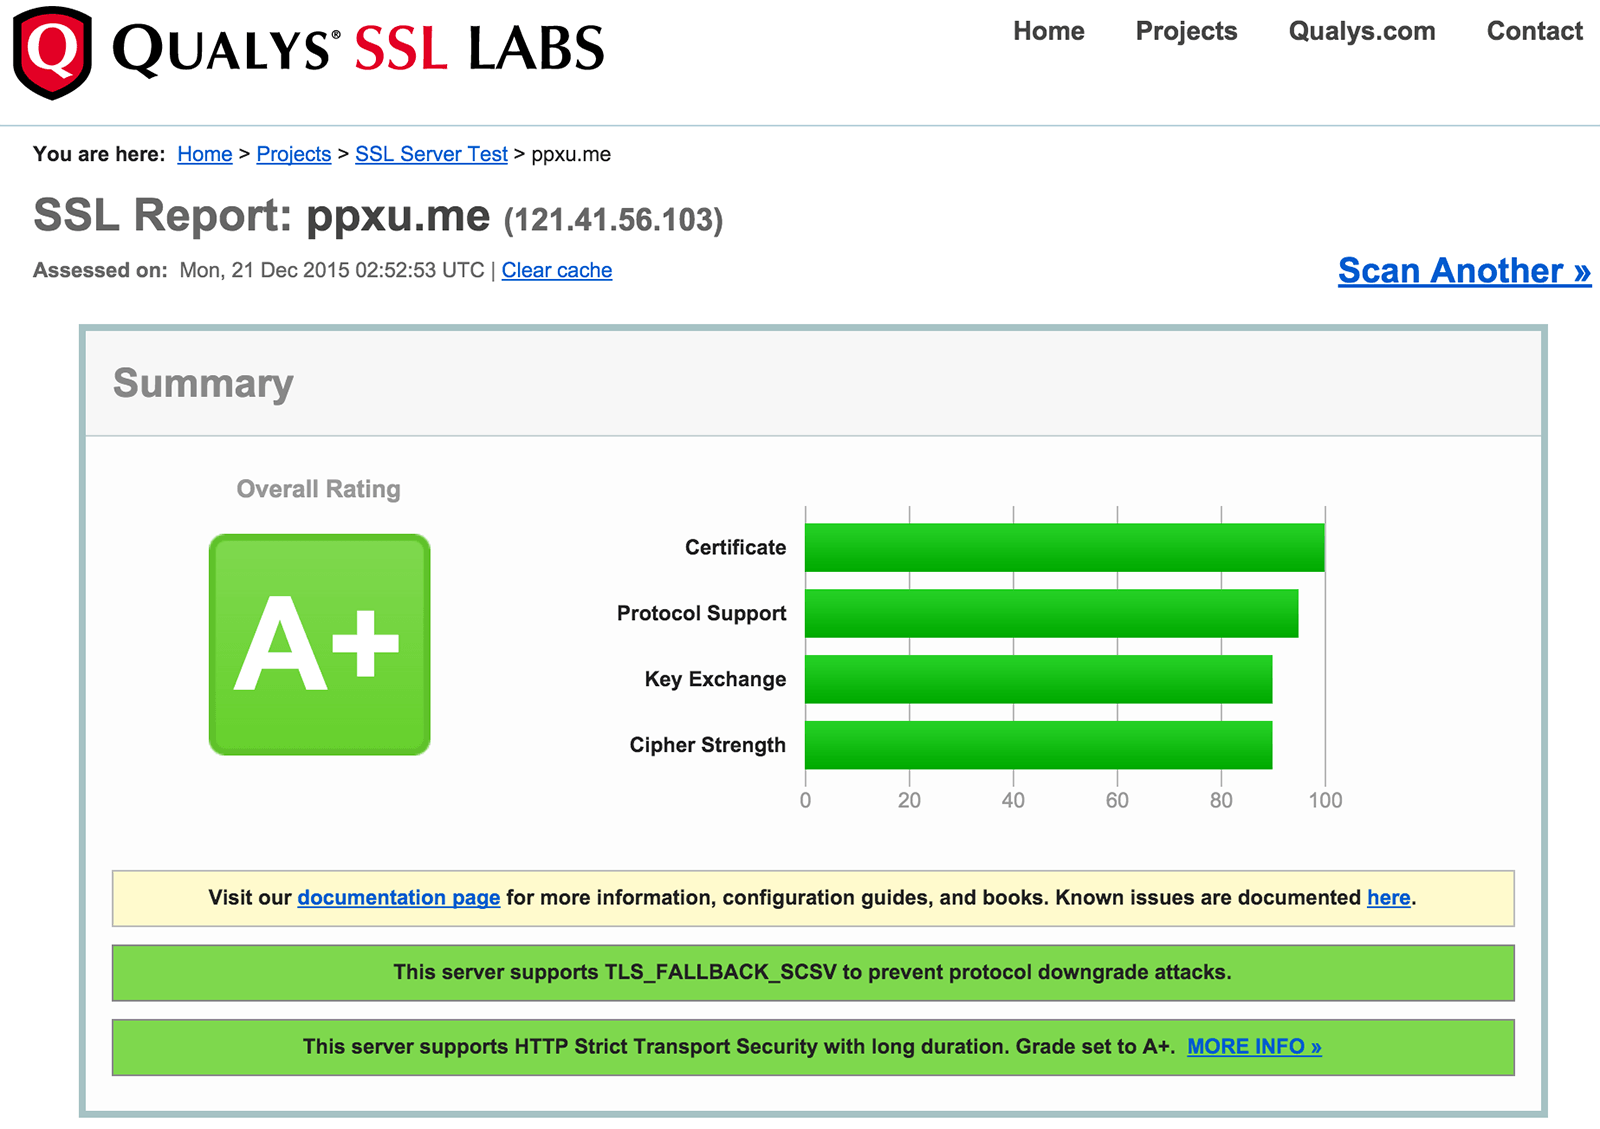 Q QUALYS® SSL LABS
Home Projects Qualys.com Contact
You are here: Home > Projects > SSL Server Test > ppxu.me
SSL Report: ppxu.me (121.41.56.103)
Assessed on: Mon, 21 Dec 2015 02:52:53 UTC | Clear cache
Scan Another »
Summary
Overall Rating
A+
Certificate
Protocol Support
Key Exchange
Cipher Strength
0 20 40 60 80 100
Visit our documentation page for more information, configuration guides, and books. Known issues are documented here.
This server supports TLS_FALLBACK_SCSV to prevent protocol downgrade attacks.
This server supports HTTP Strict Transport Security with long duration. Grade set to A+. MORE INFO »